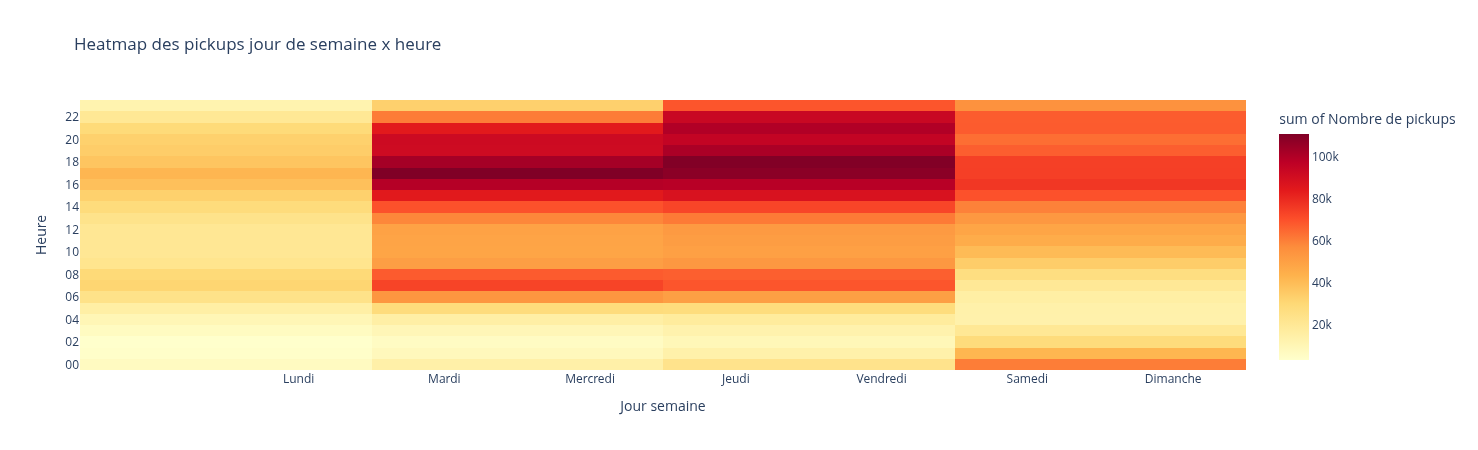 Heatmap des pickups jour de semaine x heure
sum of Nombre de pickups
100k
80k
60k
40k
20k
Heure
22
20
18
16
14
12
10
08
06
04
02
00
Lundi Mardi Mercredi Jeudi Vendredi Samedi Dimanche
Jour semaine